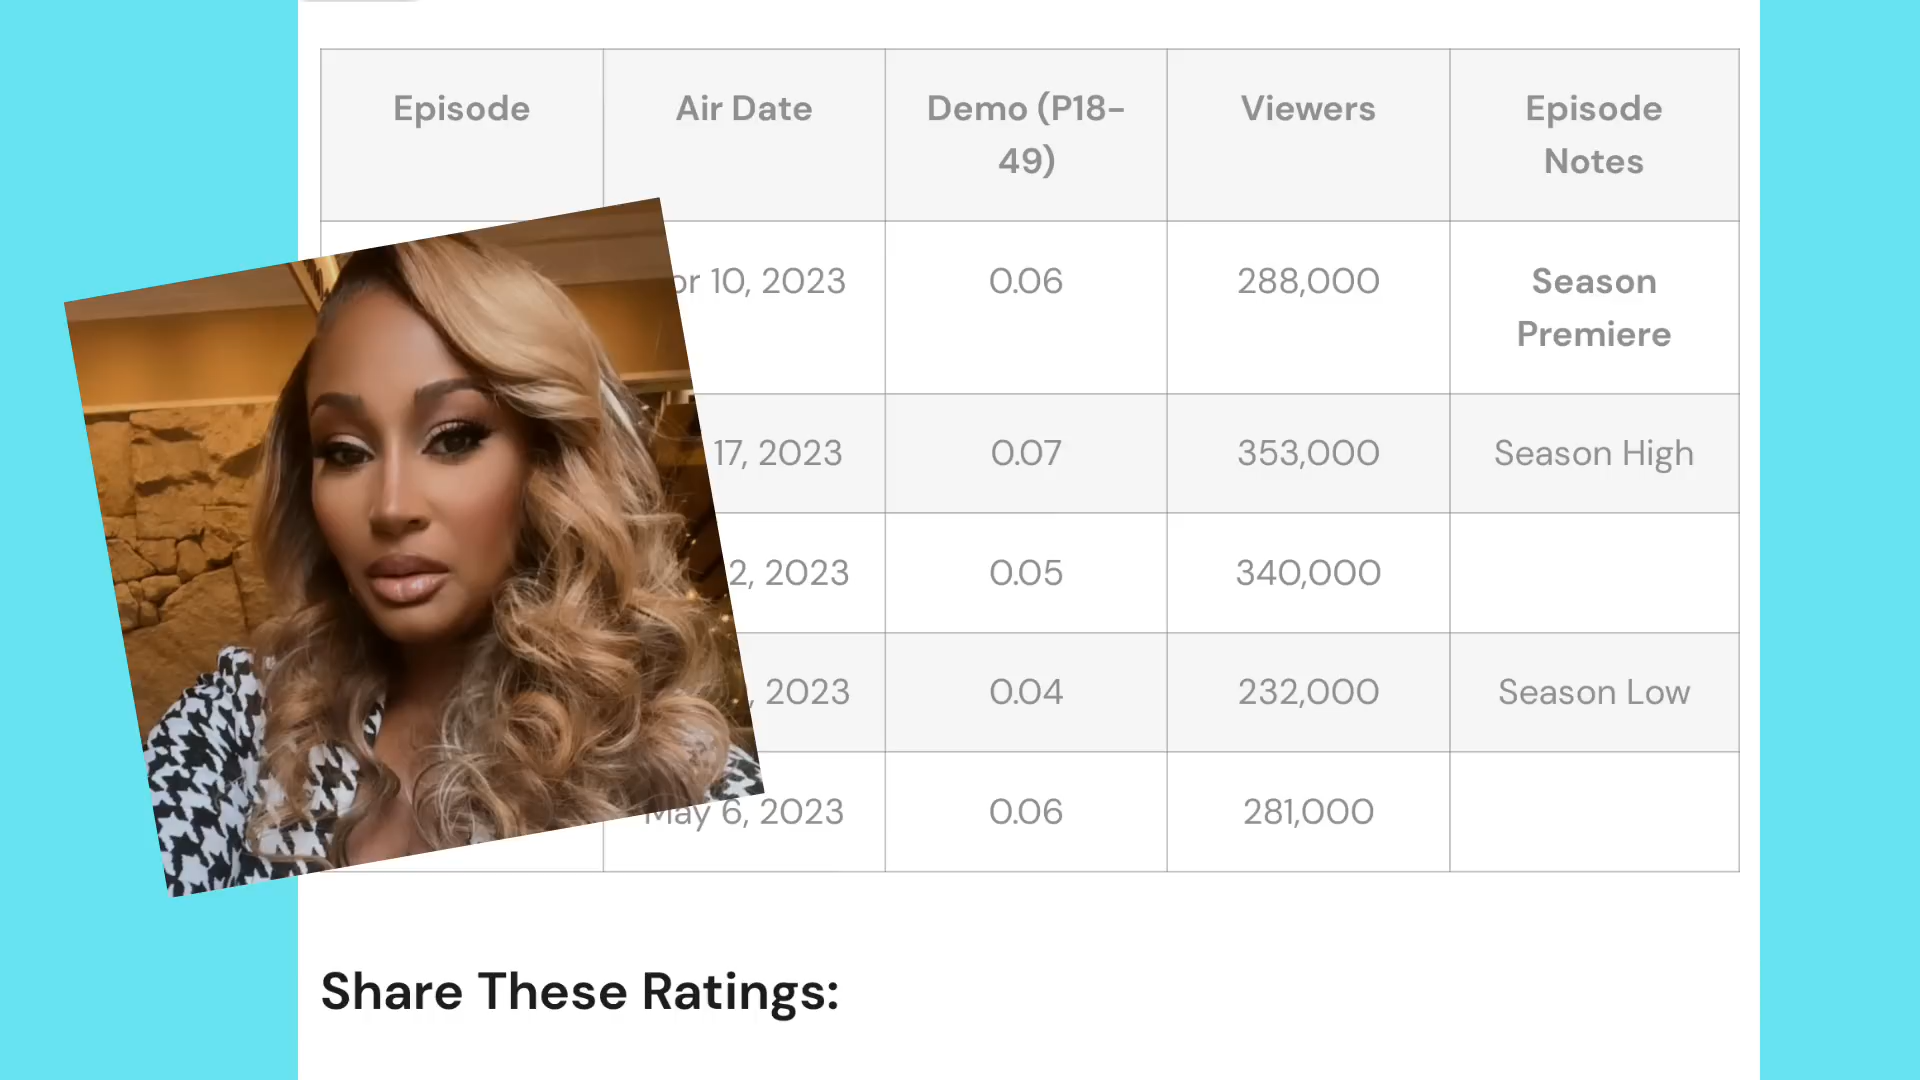 Episode Air Date Demo (P18- Viewers Episode
49) Notes
10, 2023 0.06 288,000 Season
Premiere
17, 2023 0.07 353,000 Season High
2, 2023 0.05 340,000
, 2023 0.04 232,000 Season Low
May 6, 2023 0.06 281,000
Share These Ratings: